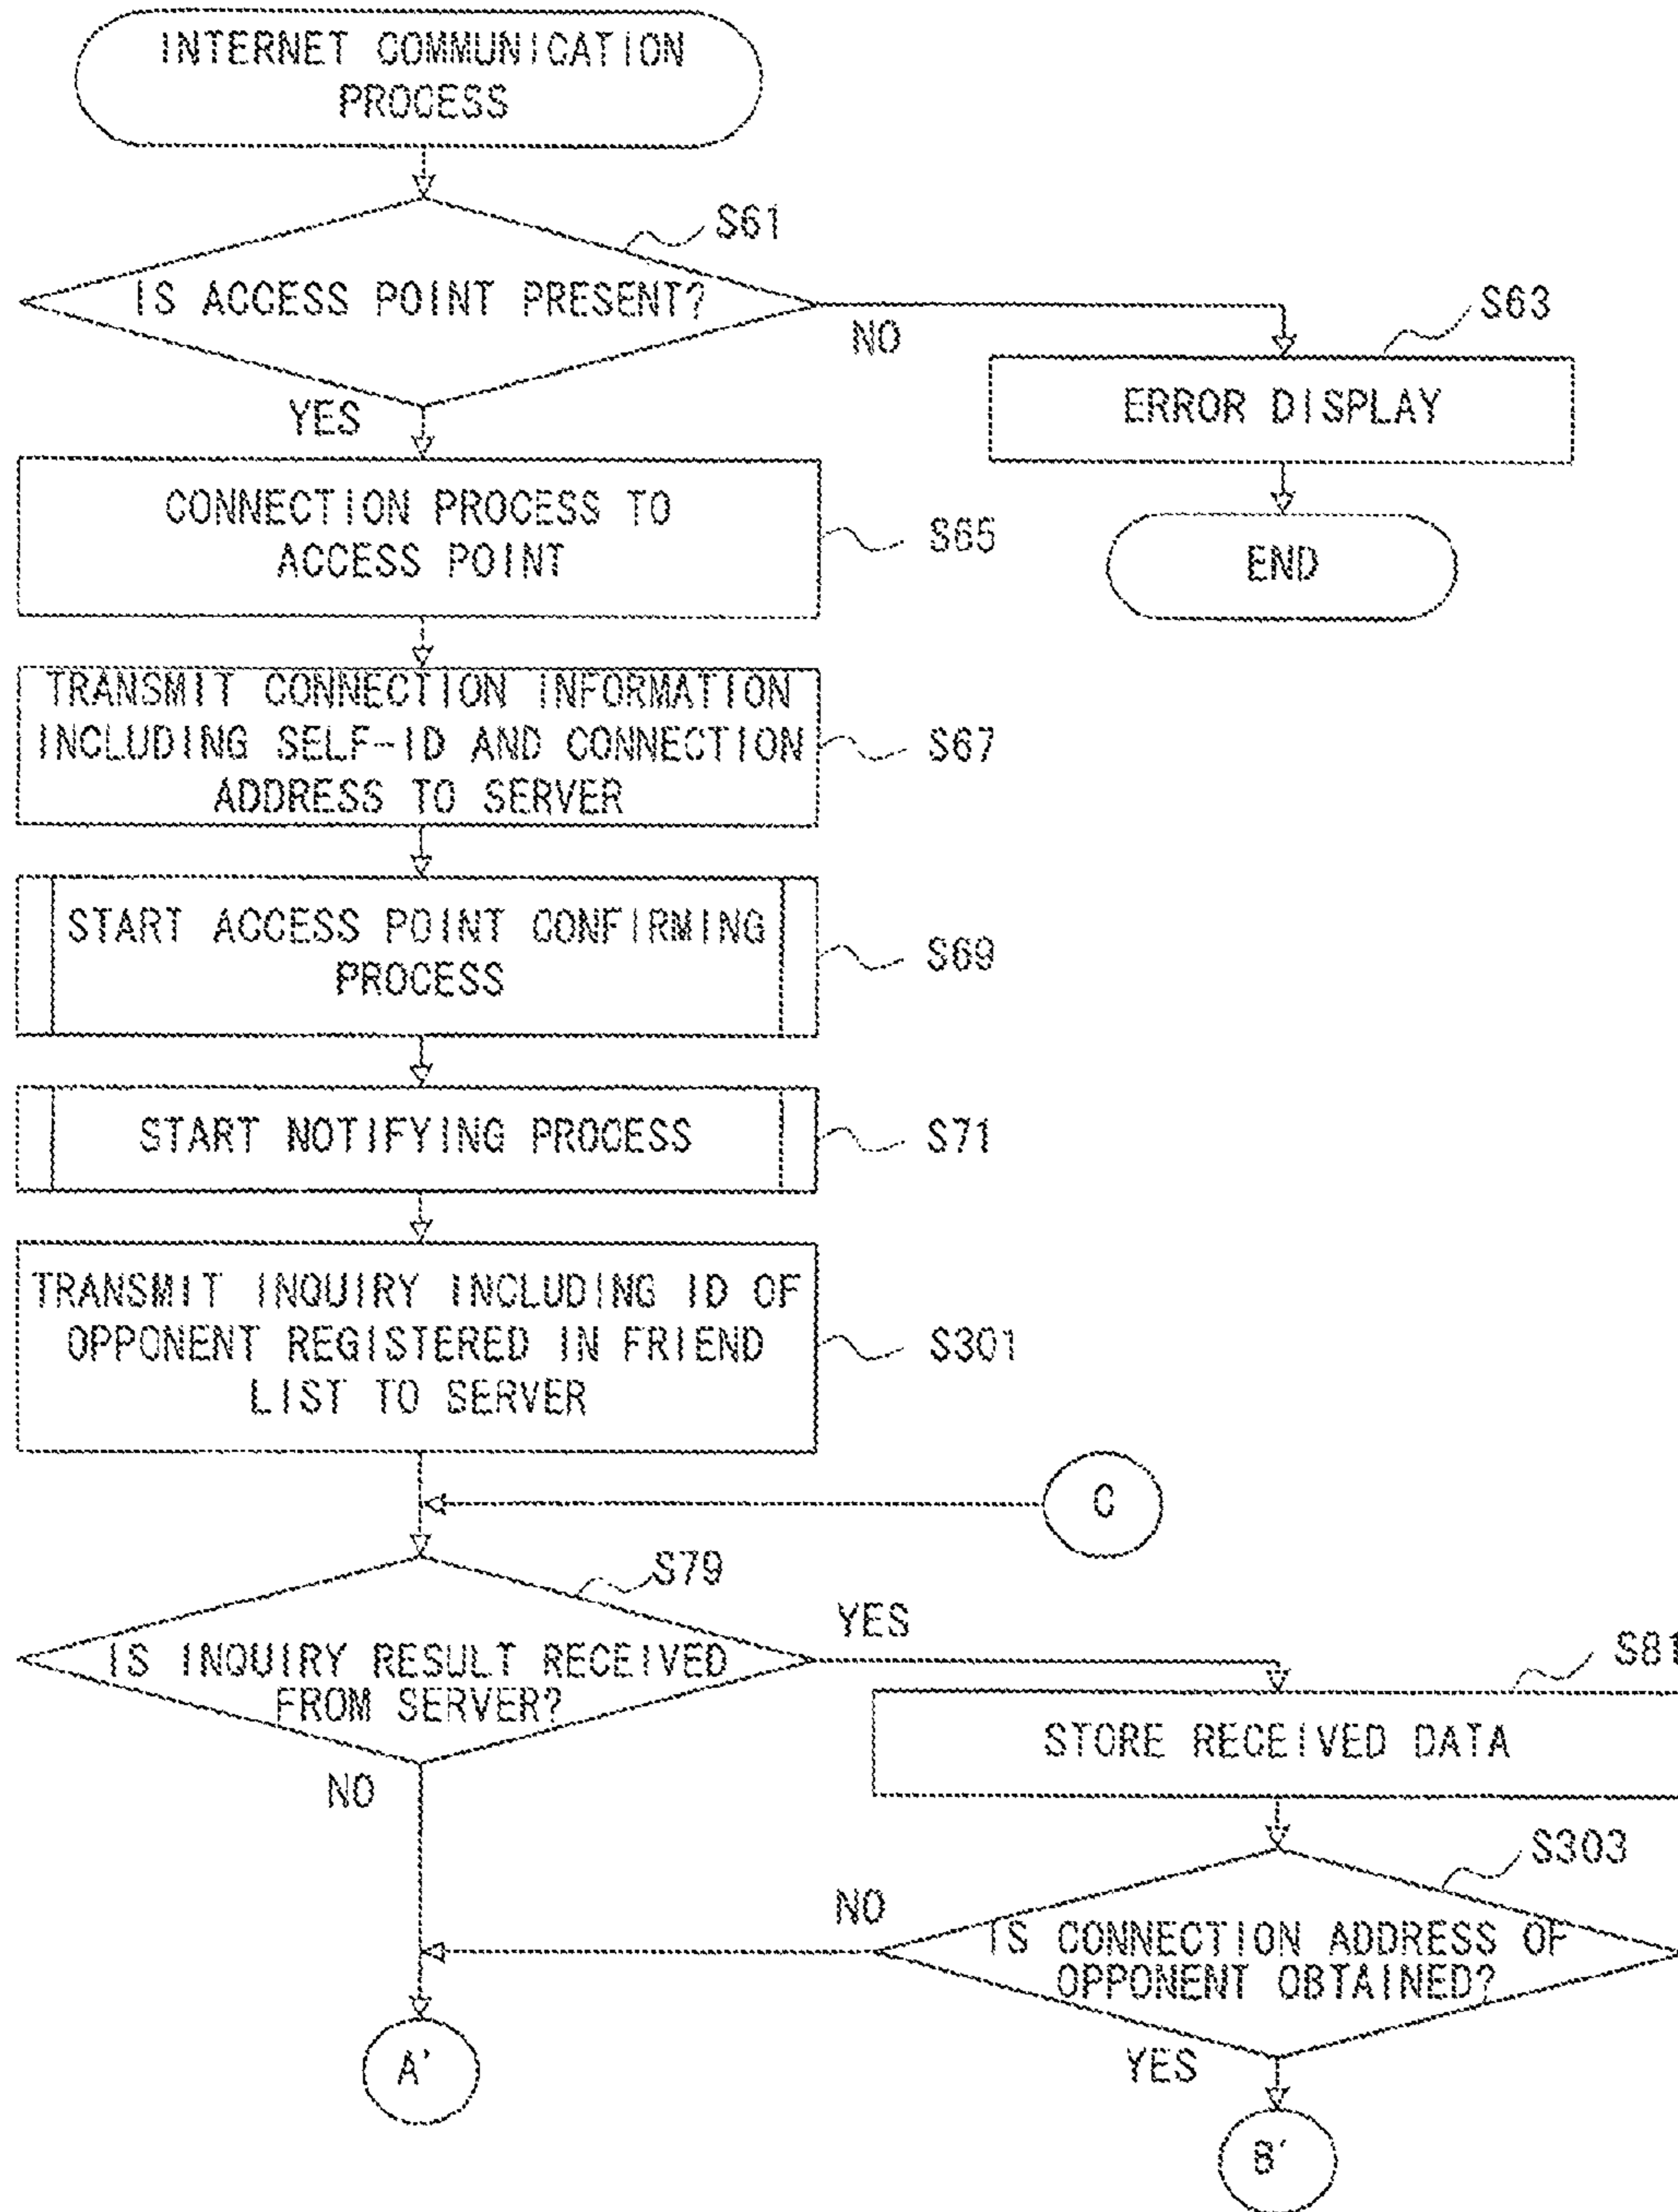 INTERNET COMMUNICATION
PROCESS
S61
IS ACCESS POINT PRESENT?
NO
S63
ERROR DISPLAY
END
YES
CONNECTION PROCESS TO
ACCESS POINT
S65
TRANSMIT CONNECTION INFORMATION
INCLUDING SELF-ID AND CONNECTION
ADDRESS TO SERVER
S67
START ACCESS POINT CONFIRMING
PROCESS
S69
START NOTIFYING PROCESS
S71
TRANSMIT INQUIRY INCLUDING ID OF
OPPONENT REGISTERED IN FRIEND
LIST TO SERVER
S301
C
S79
IS INQUIRY RESULT RECEIVED
FROM SERVER?
YES
S81
STORE RECEIVED DATA
NO
S303
IS CONNECTION ADDRESS OF
OPPONENT OBTAINED?
NO
YES
A'
B'